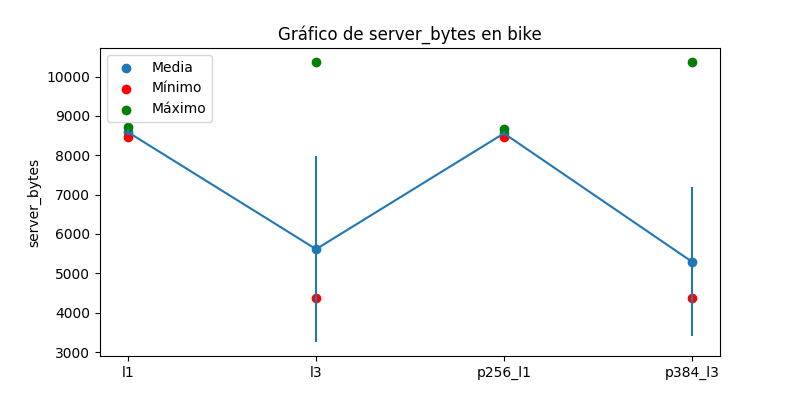 Gráfico de server_bytes en bike
Media
Mínimo
Máximo
server_bytes
10000
9000
8000
7000
6000
5000
4000
3000
l1
l3
p256_l1
p384_l3